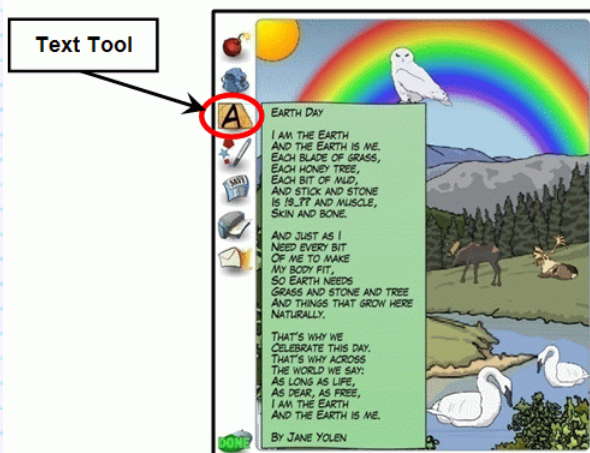 Text Tool
A
SAVE
DONE
EARTH DAY
I AM THE EARTH
AND THE EARTH IS ME.
EACH BLADE OF GRASS,
EACH HONEY TREE,
EACH BIT OF MUD,
AND STICK AND STONE
IS !$_?? AND MUSCLE,
SKIN AND BONE.
AND JUST AS I
NEED EVERY BIT
OF ME TO MAKE
MY BODY FIT,
SO EARTH NEEDS
GRASS AND STONE AND TREE
AND THINGS THAT GROW HERE
NATURALLY.
THAT'S WHY WE
CELEBRATE THIS DAY.
THAT'S WHY ACROSS
THE WORLD WE SAY:
AS LONG AS LIFE,
AS DEAR, AS FREE,
I AM THE EARTH
AND THE EARTH IS ME.
BY JANE YOLEN